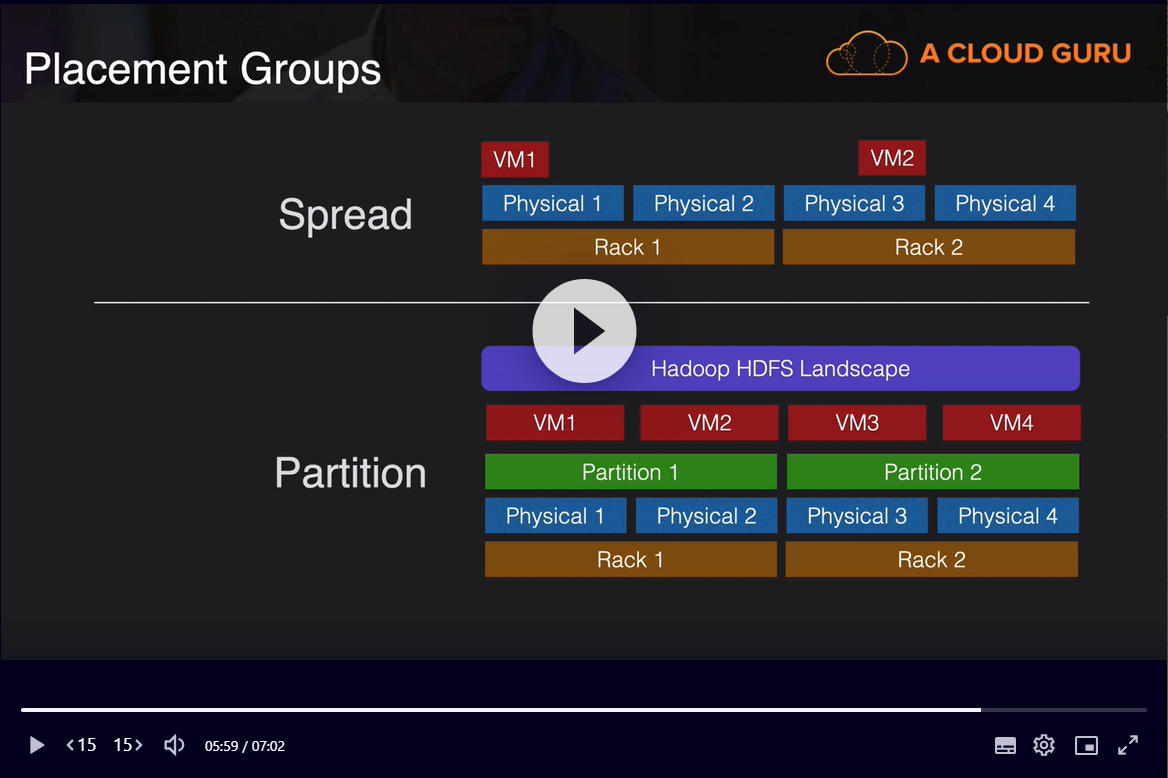 Placement Groups
A CLOUD GURU
VM1 VM2
Spread
Physical 1 Physical 2 Physical 3 Physical 4
Rack 1 Rack 2
Hadoop HDFS Landscape
VM1 VM2 VM3 VM4
Partition
Partition 1 Partition 2
Physical 1 Physical 2 Physical 3 Physical 4
Rack 1 Rack 2
<15 15> 05:59 / 07:02